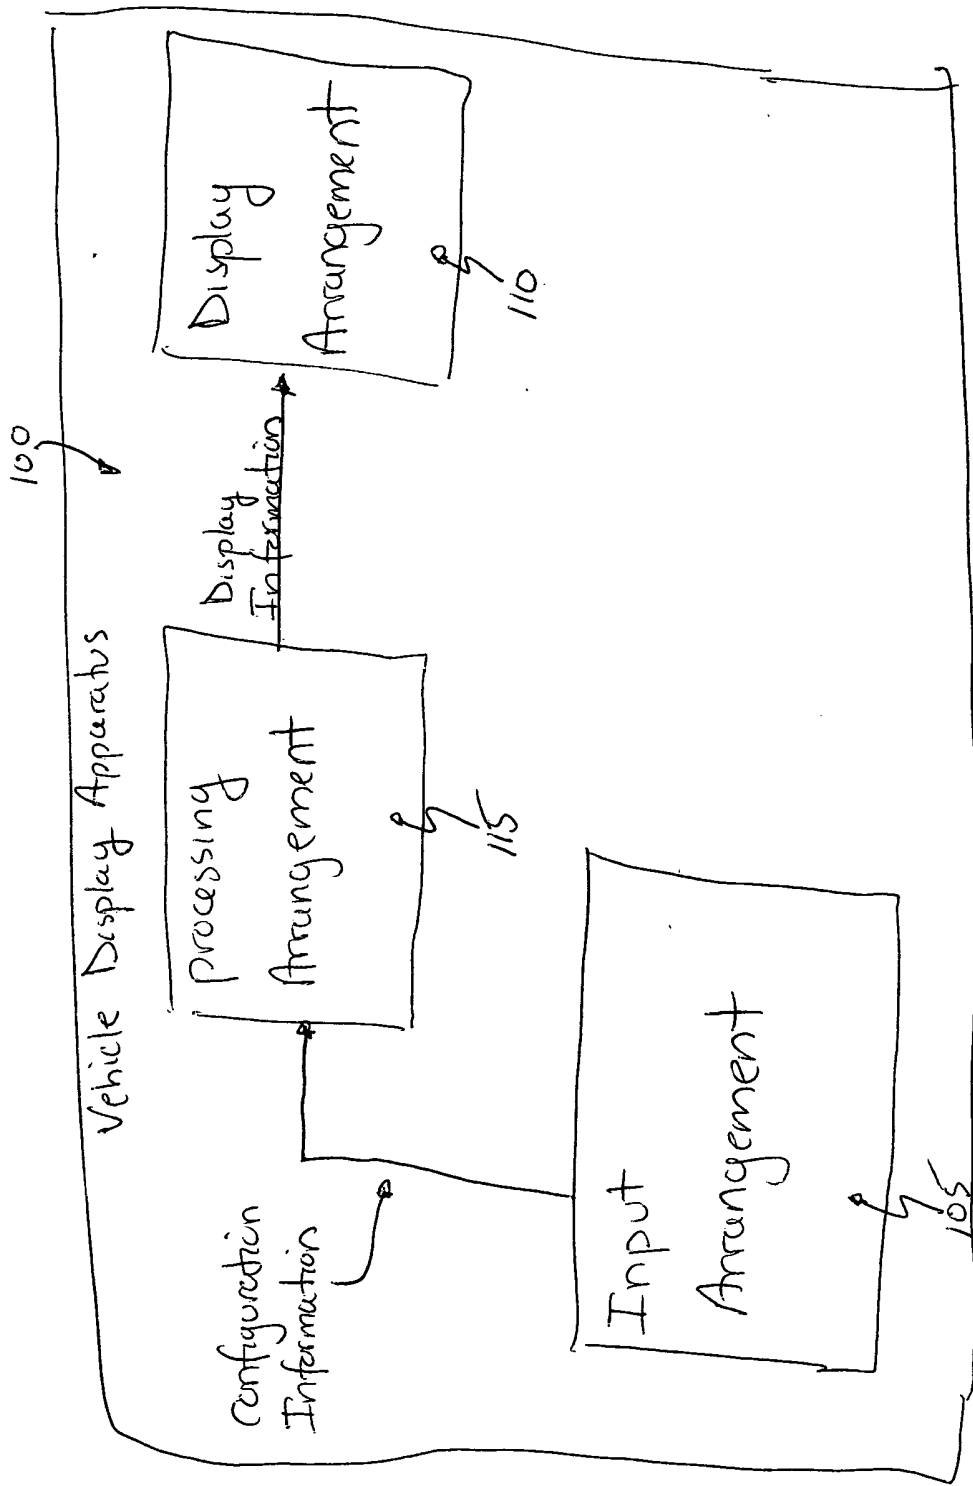 100
Vehicle Display Apparatus
Configuration
Information
Processing
Arrangement
115
Display
Information
Display
Arrangement
110
Input
Arrangement
105